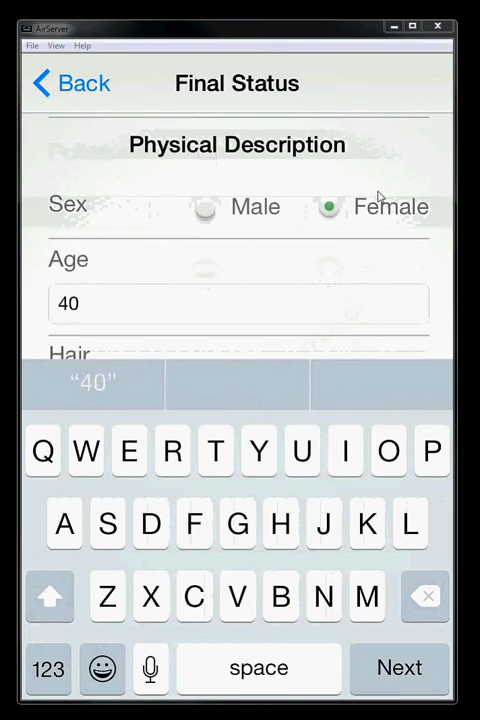 AirServer
File View Help
Back Final Status
Physical Description
Sex Male Female
Age
40
Hair
“40”
Q W E R T Y U I O P
A S D F G H J K L
Z X C V B N M
123 space Next